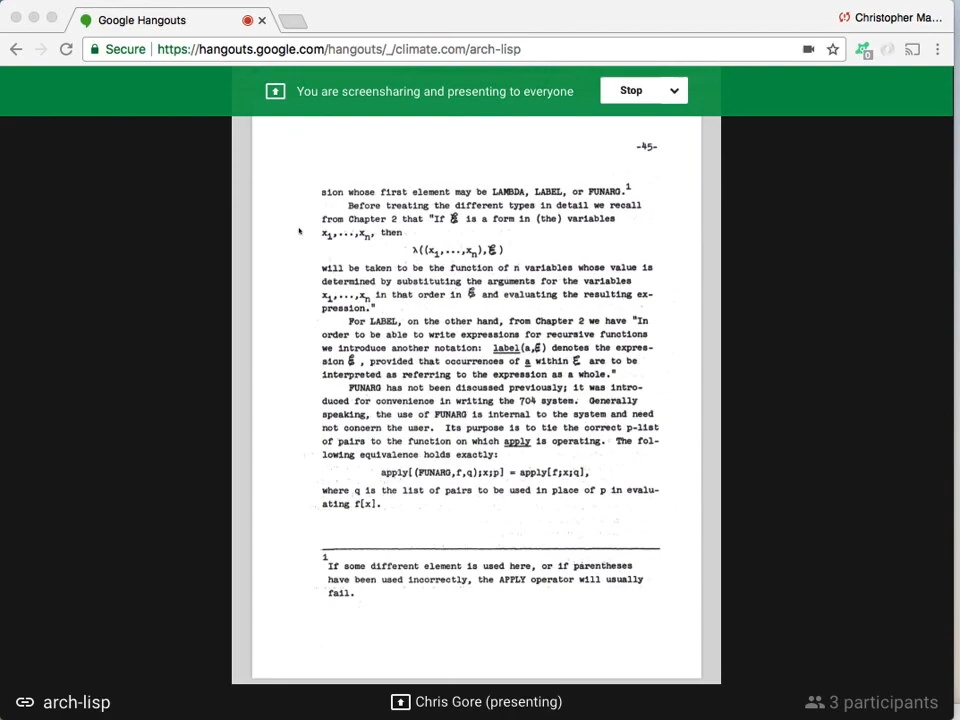 Google Hangouts
Christopher Ma...
Secure
https://hangouts.google.com/hangouts/_/climate.com/arch-lisp
0
You are screensharing and presenting to everyone
Stop
-45-
sion whose first element may be LAMBDA, LABEL, or FUNARG.1
Before treating the different types in detail we recall
from Chapter 2 that "If ℰ is a form in (the) variables
x1,...,xn, then
λ((x1,...,xn),ℰ)
will be taken to be the function of n variables whose value is
determined by substituting the arguments for the variables
x1,...,xn in that order in ℰ and evaluating the resulting ex-
pression."
For LABEL, on the other hand, from Chapter 2 we have "In
order to be able to write expressions for recursive functions
we introduce another notation: label(a,ℰ) denotes the expres-
sion ℰ, provided that occurrences of a within ℰ are to be
interpreted as referring to the expression as a whole."
FUNARG has not been discussed previously; it was intro-
duced for convenience in writing the 704 system. Generally
speaking, the use of FUNARG is internal to the system and need
not concern the user. Its purpose is to tie the correct p-list
of pairs to the function on which apply is operating. The fol-
lowing equivalence holds exactly:
apply[(FUNARG,f,q);x;p] = apply[f;x;q],
where q is the list of pairs to be used in place of p in evalu-
ating f[x].
1
If some different element is used here, or if parentheses
have been used incorrectly, the APPLY operator will usually
fail.
arch-lisp
Chris Gore (presenting)
3 participants